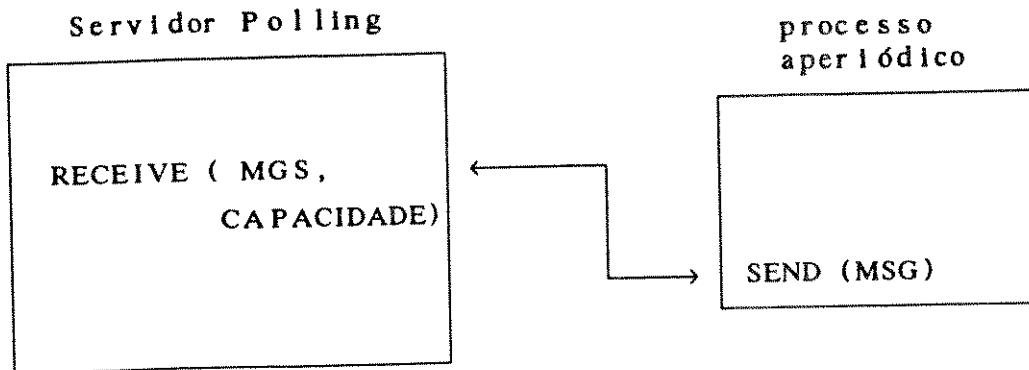 Servidor Polling
processo
aperiódico
RECEIVE ( MGS,
CAPACIDADE)
SEND (MSG)